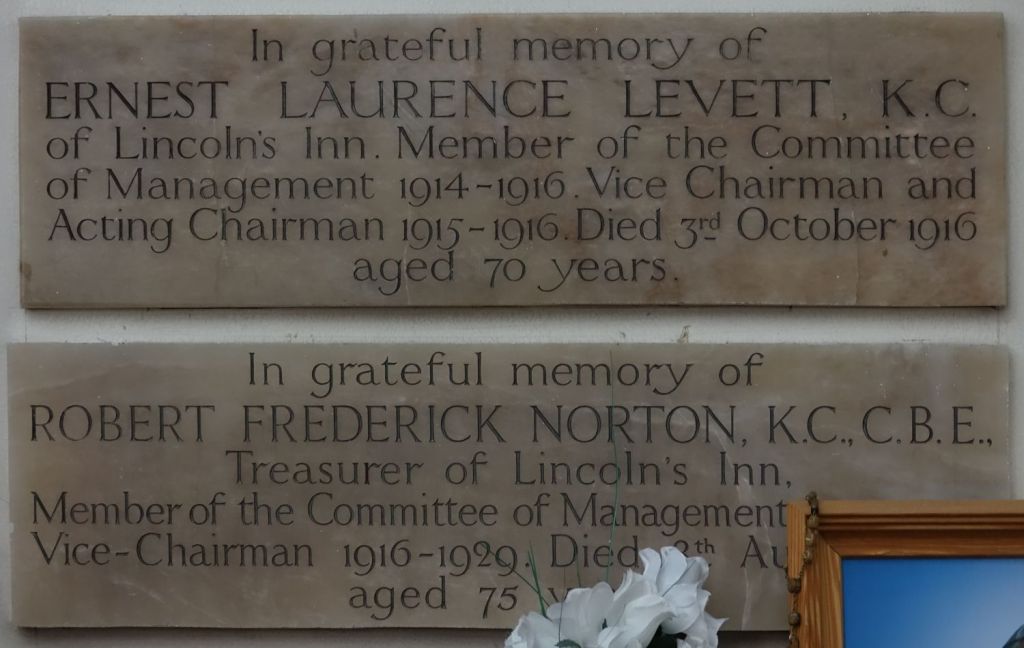 In grateful memory of
ERNEST LAURENCE LEVETT, K.C.
of Lincoln's Inn. Member of the Committee
of Management 1914-1916. Vice Chairman and
Acting Chairman 1915-1916. Died 3rd October 1916
aged 70 years.
In grateful memory of
ROBERT FREDERICK NORTON, K.C., C.B.E.,
Treasurer of Lincoln's Inn,
Member of the Committee of Management
Vice-Chairman 1916-1929. Died
aged 75